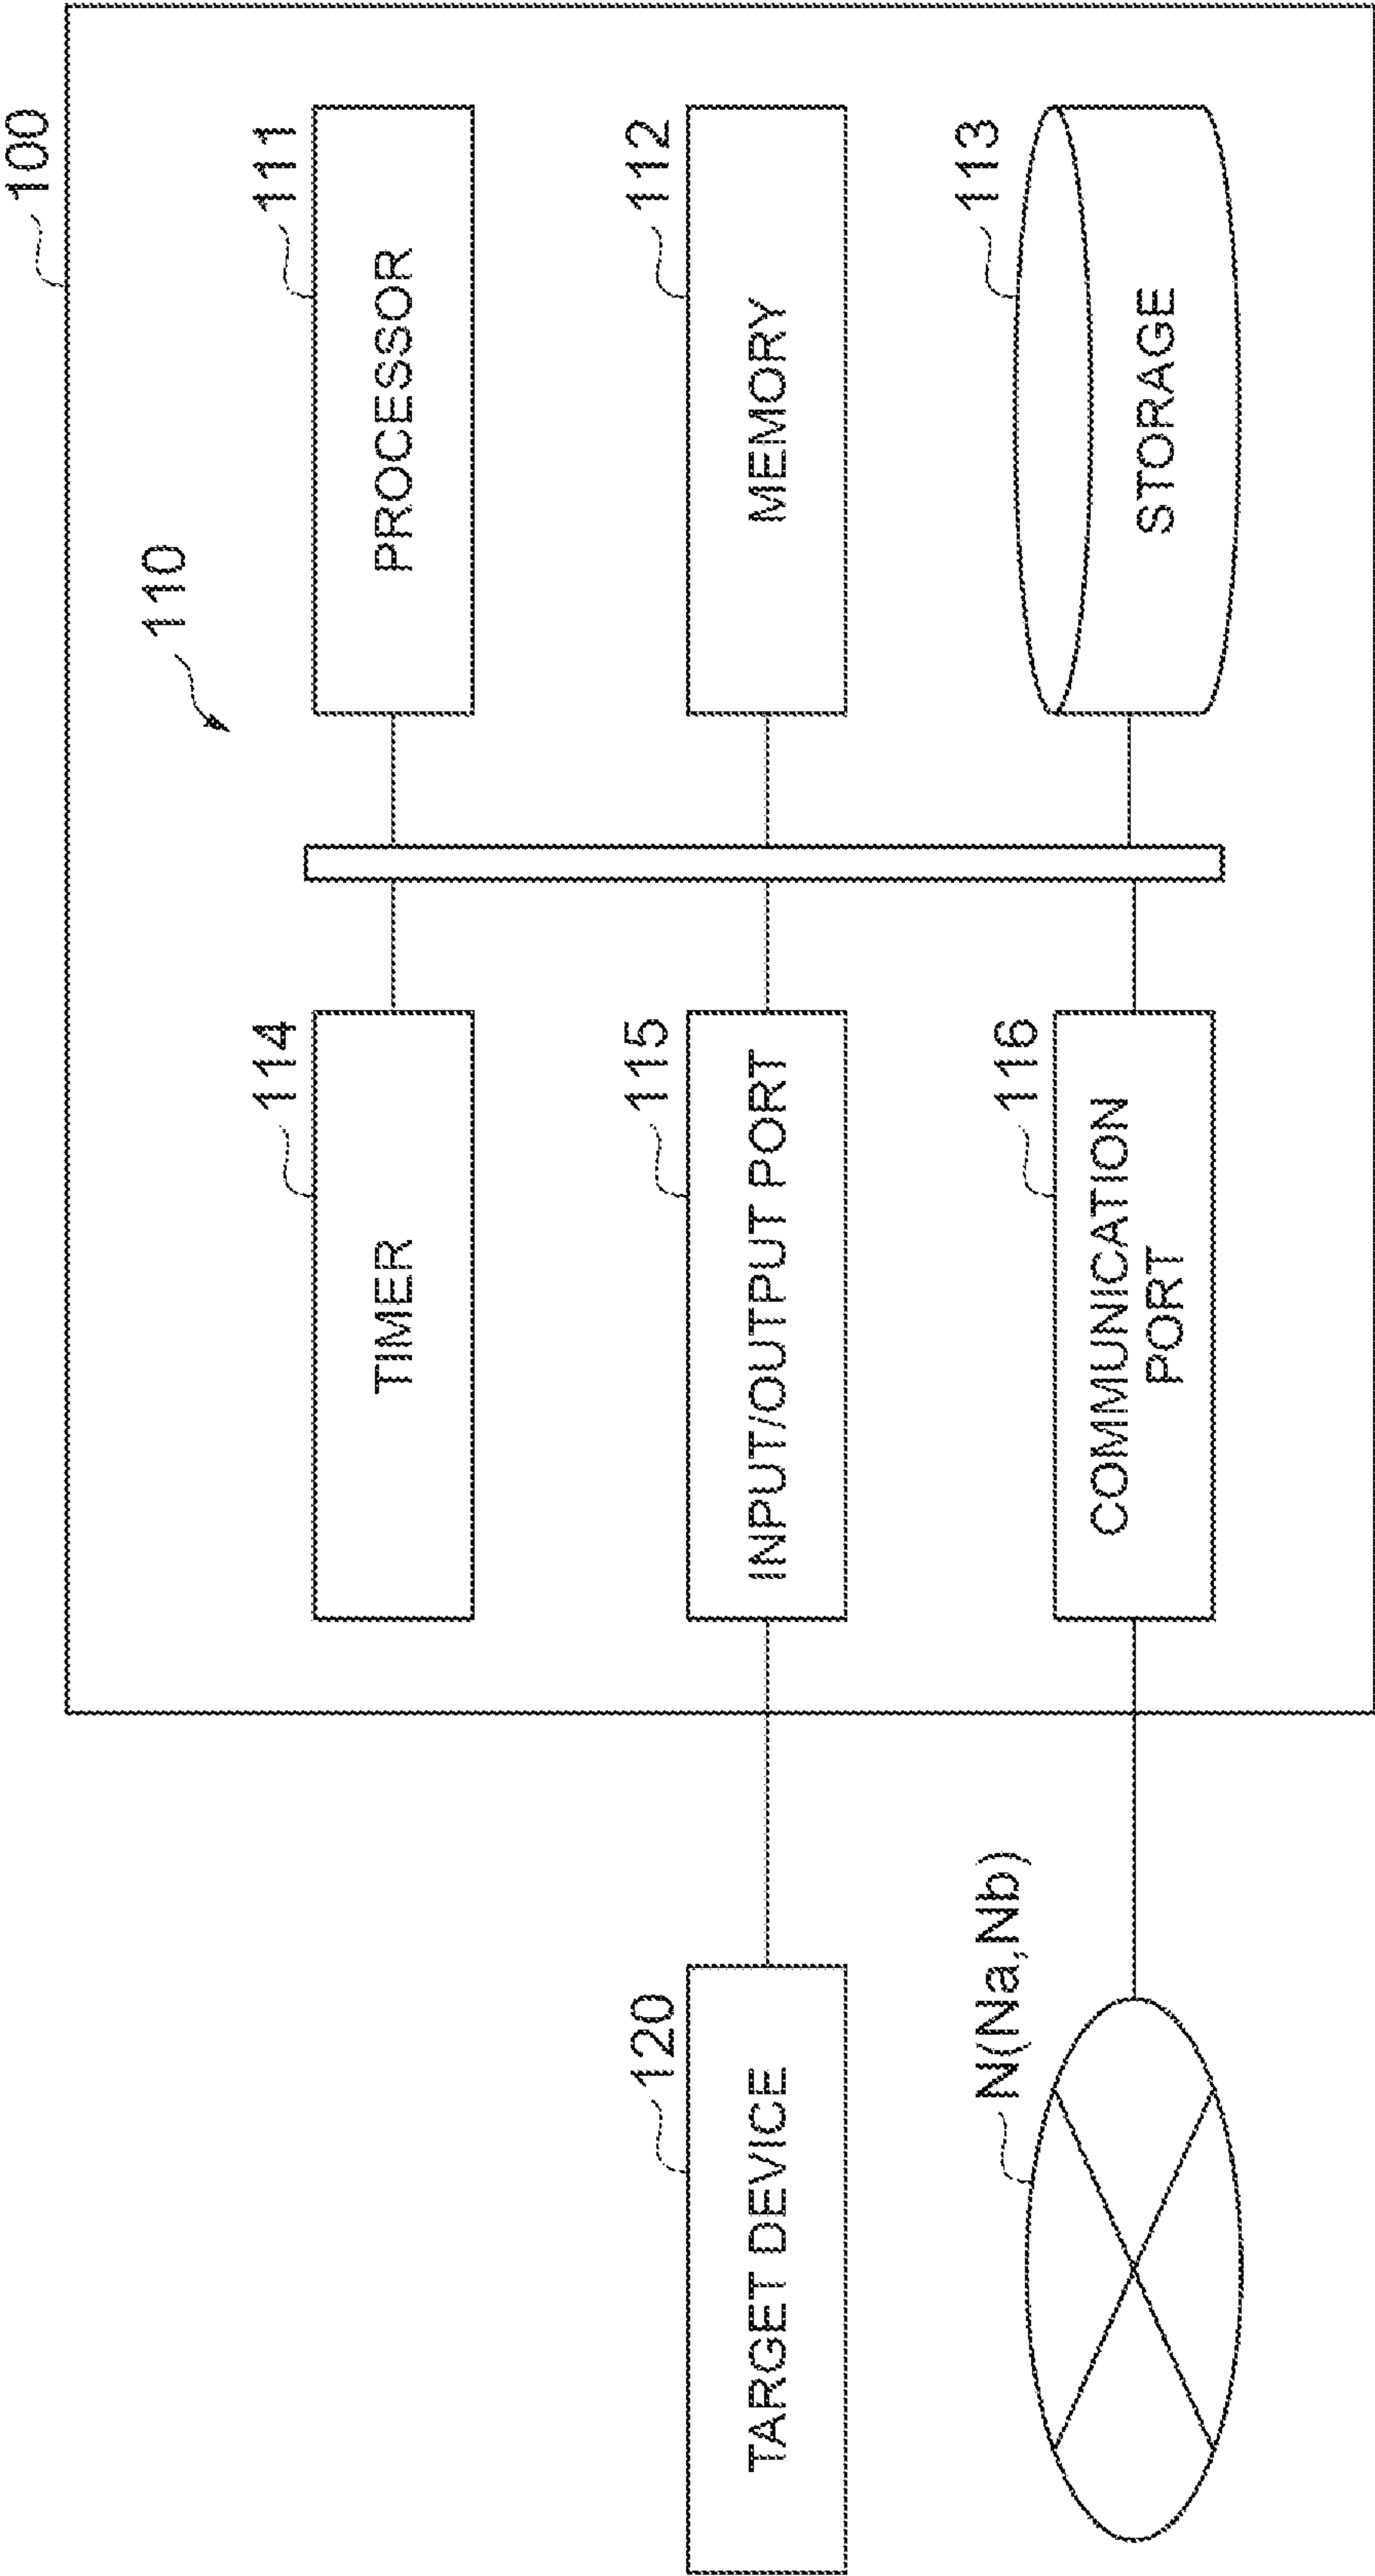 100
110
114
TIMER
111
PROCESSOR
120
TARGET DEVICE
115
INPUT/OUTPUT PORT
112
MEMORY
N(Na,Nb)
116
COMMUNICATION
PORT
113
STORAGE